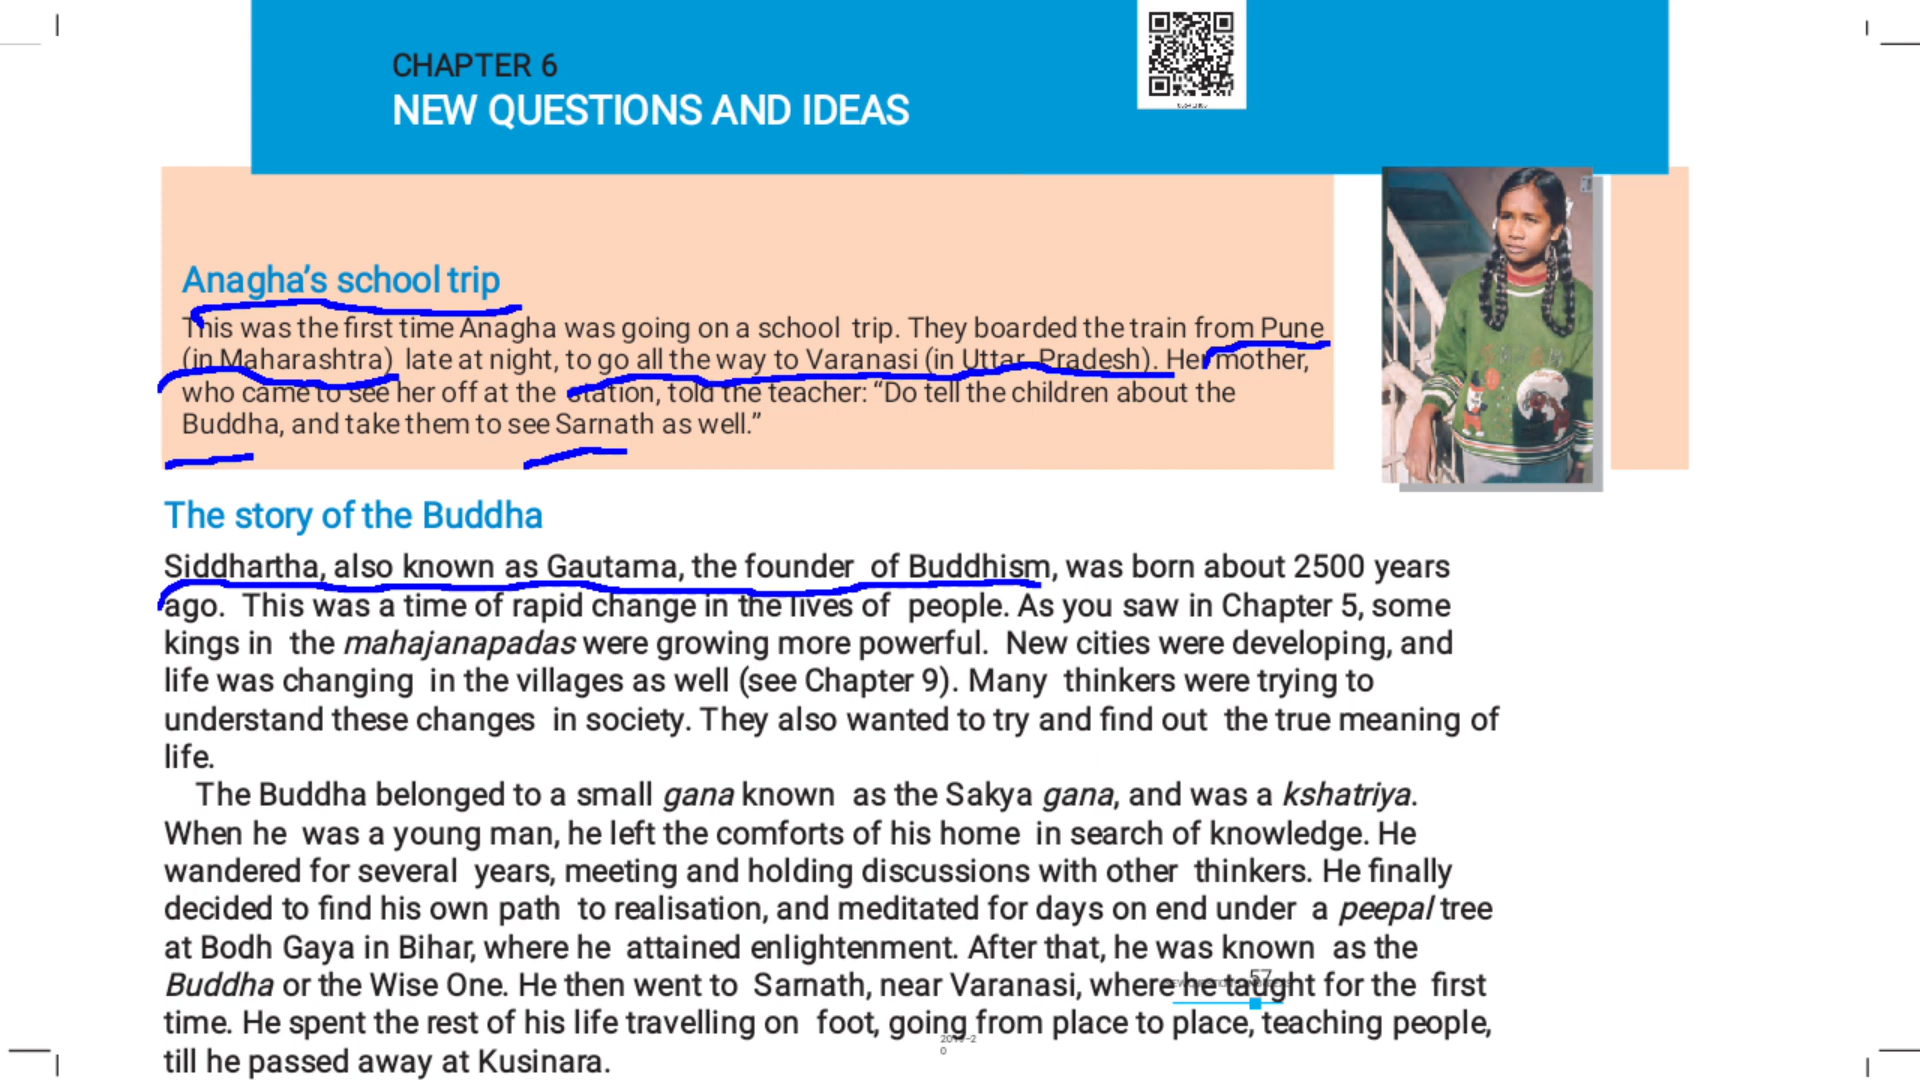 CHAPTER 6
NEW QUESTIONS AND IDEAS
Anagha’s school trip
This was the first time Anagha was going on a school trip. They boarded the train from Pune
(in Maharashtra) late at night, to go all the way to Varanasi (in Uttar Pradesh). Her mother,
who came to see her off at the station, told the teacher: “Do tell the children about the
Buddha, and take them to see Sarnath as well.”
The story of the Buddha
Siddhartha, also known as Gautama, the founder of Buddhism, was born about 2500 years
ago. This was a time of rapid change in the lives of people. As you saw in Chapter 5, some
kings in the mahajanapadas were growing more powerful. New cities were developing, and
life was changing in the villages as well (see Chapter 9). Many thinkers were trying to
understand these changes in society. They also wanted to try and find out the true meaning of
life.
The Buddha belonged to a small gana known as the Sakya gana, and was a kshatriya.
When he was a young man, he left the comforts of his home in search of knowledge. He
wandered for several years, meeting and holding discussions with other thinkers. He finally
decided to find his own path to realisation, and meditated for days on end under a peepal tree
at Bodh Gaya in Bihar, where he attained enlightenment. After that, he was known as the
Buddha or the Wise One. He then went to Sarnath, near Varanasi, where he taught for the first
time. He spent the rest of his life travelling on foot, going from place to place, teaching people,
till he passed away at Kusinara.
57